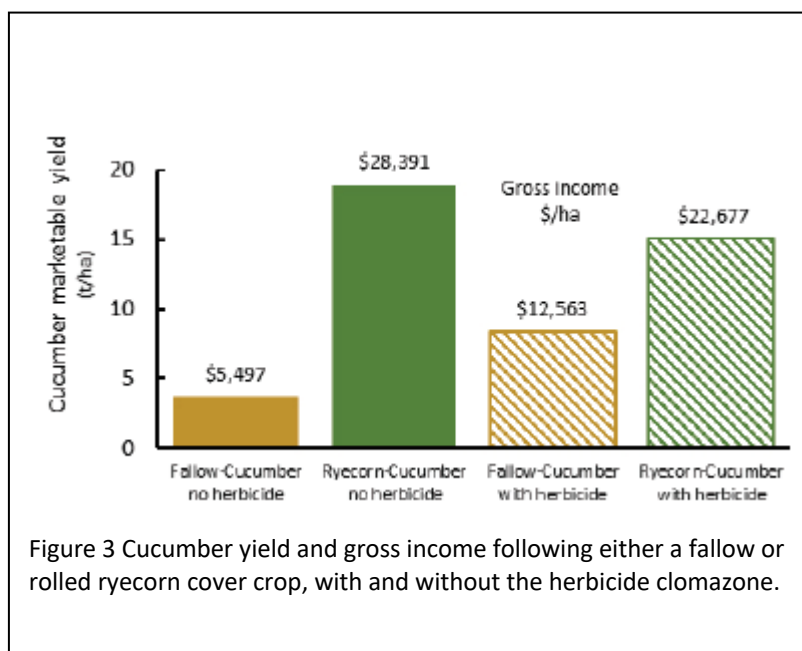 Cucumber marketable yield
(t/ha)
20
15
10
5
0
$5,497
$28,391
Gross Income
$/ha
$12,563
$22,677
Fallow-Cucumber
no herbicide
Ryecorn-Cucumber
no herbicide
Fallow-Cucumber
with herbicide
Ryecorn-Cucumber
with herbicide
Figure 3 Cucumber yield and gross income following either a fallow or
rolled ryecorn cover crop, with and without the herbicide clomazone.